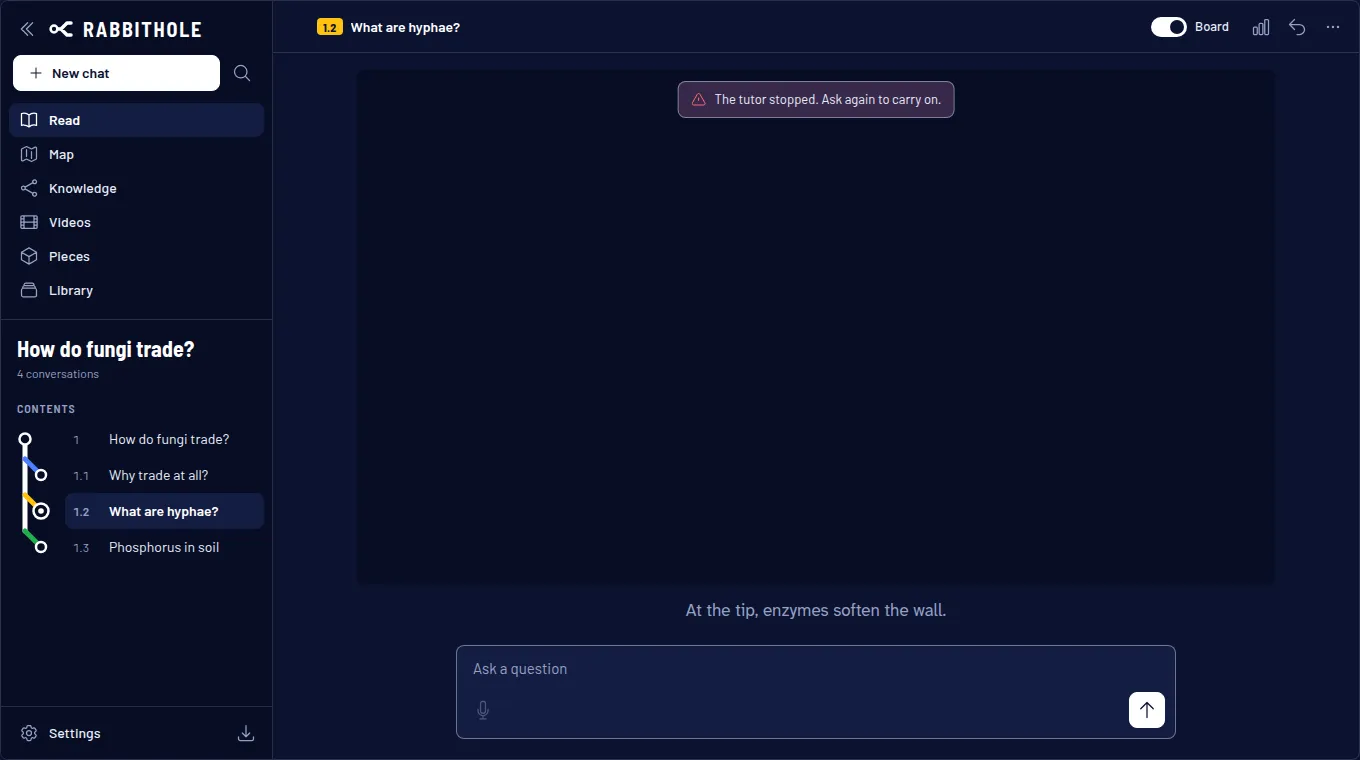 RABBITHOLE
New chat
Read
Map
Knowledge
Videos
Pieces
Library
How do fungi trade?
4 conversations
CONTENTS
1 How do fungi trade?
1.1 Why trade at all?
1.2 What are hyphae?
1.3 Phosphorus in soil
Settings
1.2 What are hyphae?
Board
The tutor stopped. Ask again to carry on.
At the tip, enzymes soften the wall.
Ask a question